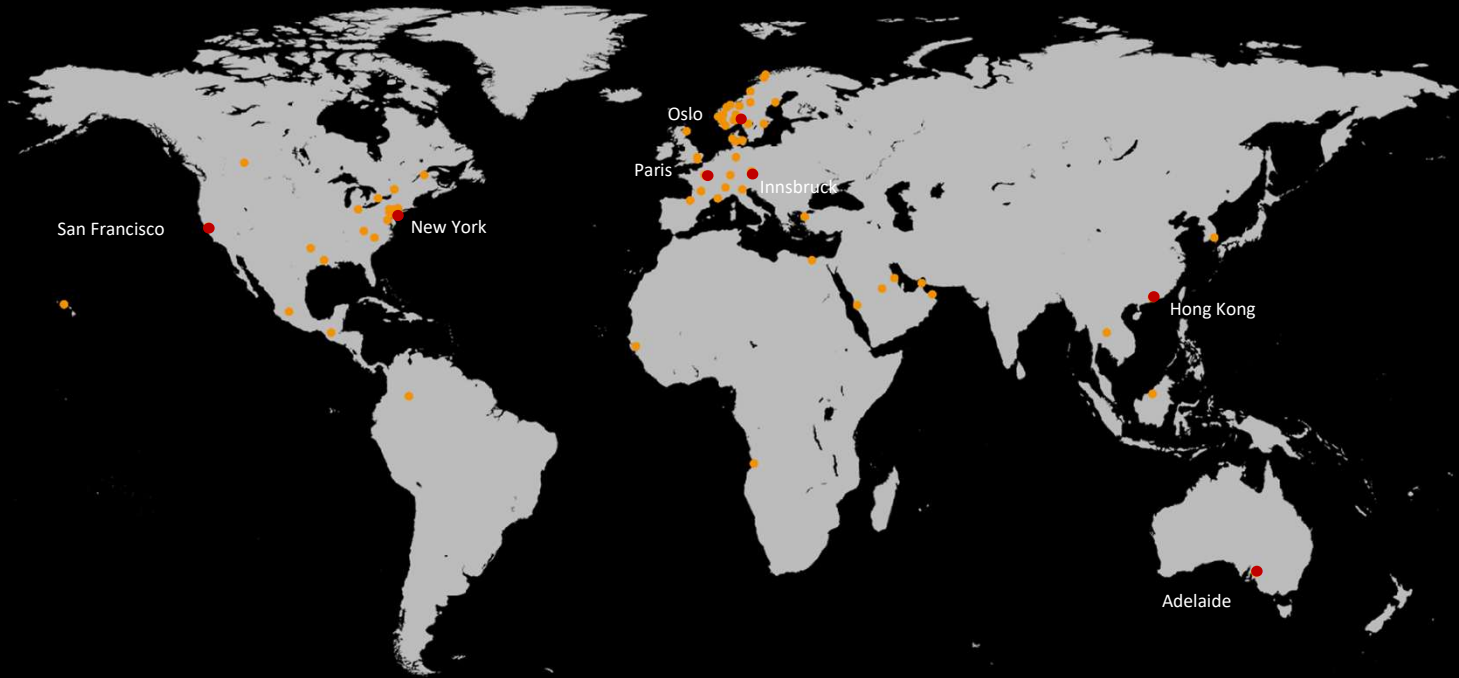 Oslo
Paris
Innsbruck
San Francisco
New York
Hong Kong
Adelaide